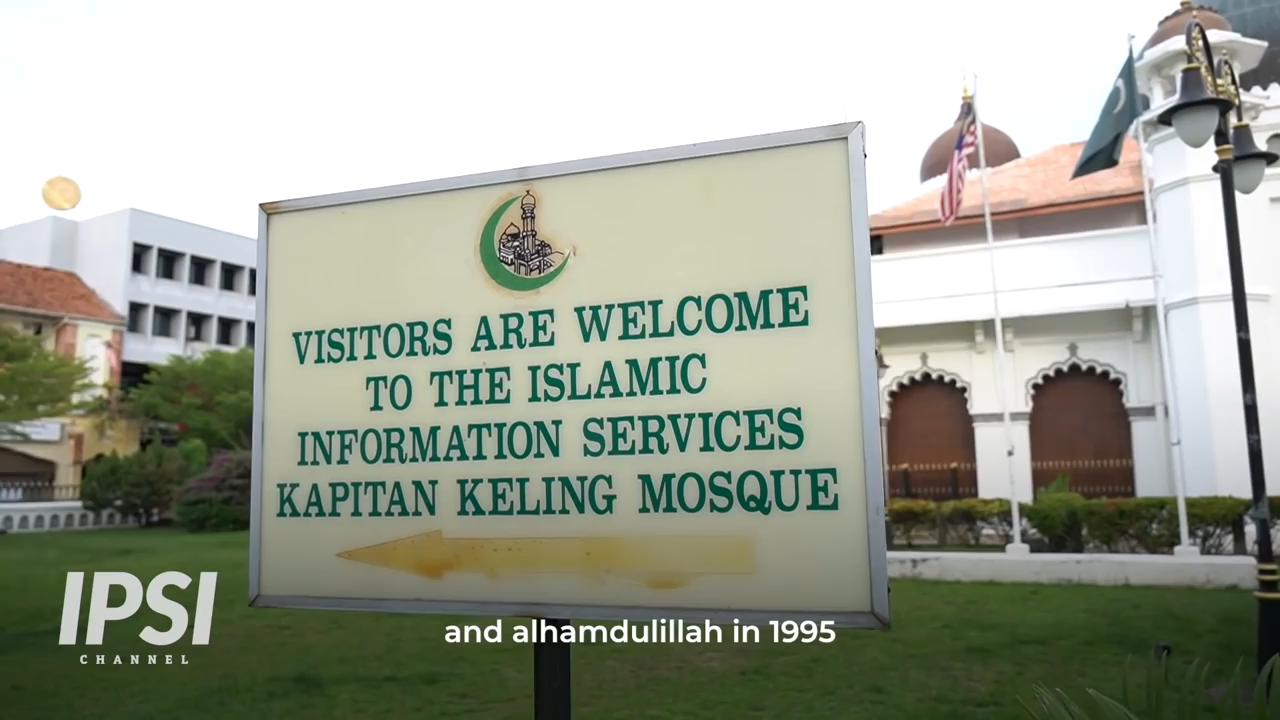 VISITORS ARE WELCOME
TO THE ISLAMIC
INFORMATION SERVICES
KAPITAN KELING MOSQUE
and alhamdulillah in 1995
IPSI
CHANNEL